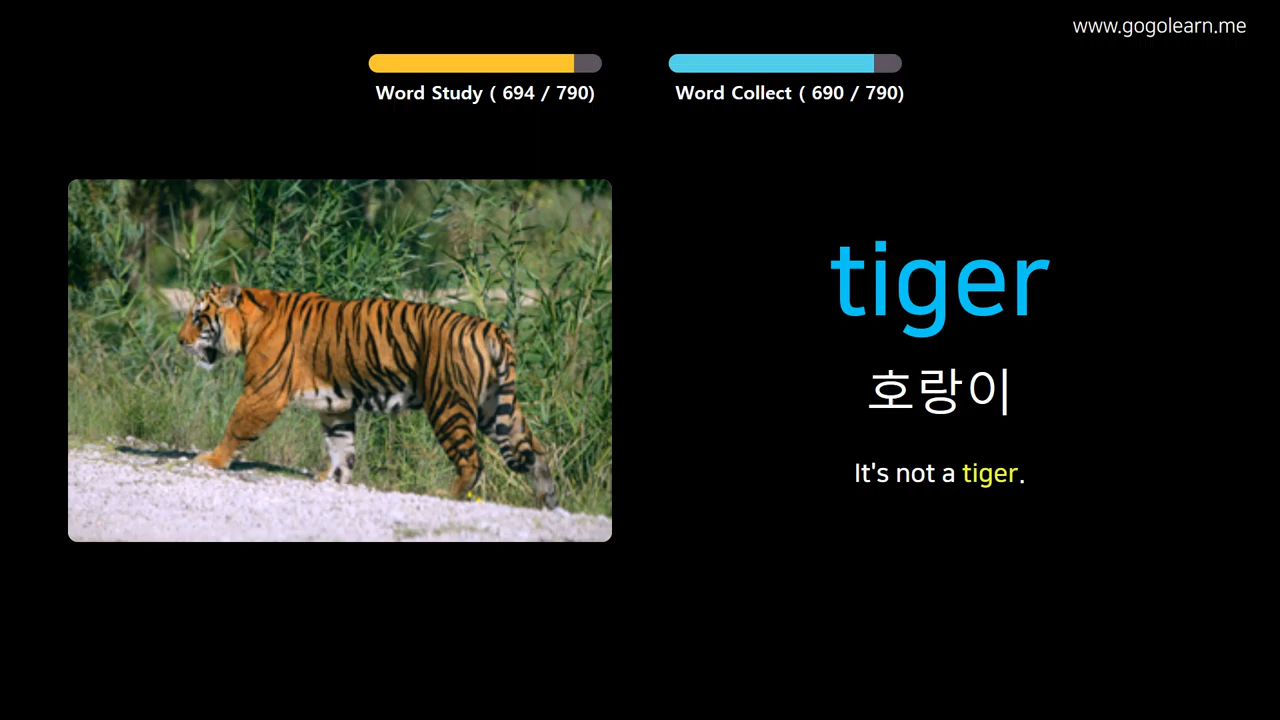 www.gogolearn.me
Word Study ( 694 / 790)
Word Collect ( 690 / 790)
tiger
호랑이
It's not a tiger.